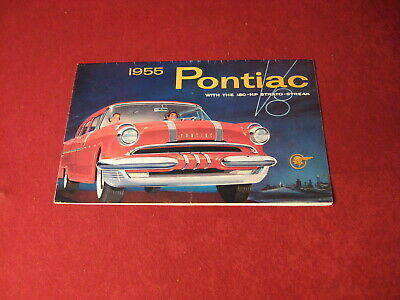 1955 Pontiac
WITH THE 180-HP STRATO-STREAK V8
PONTIAC